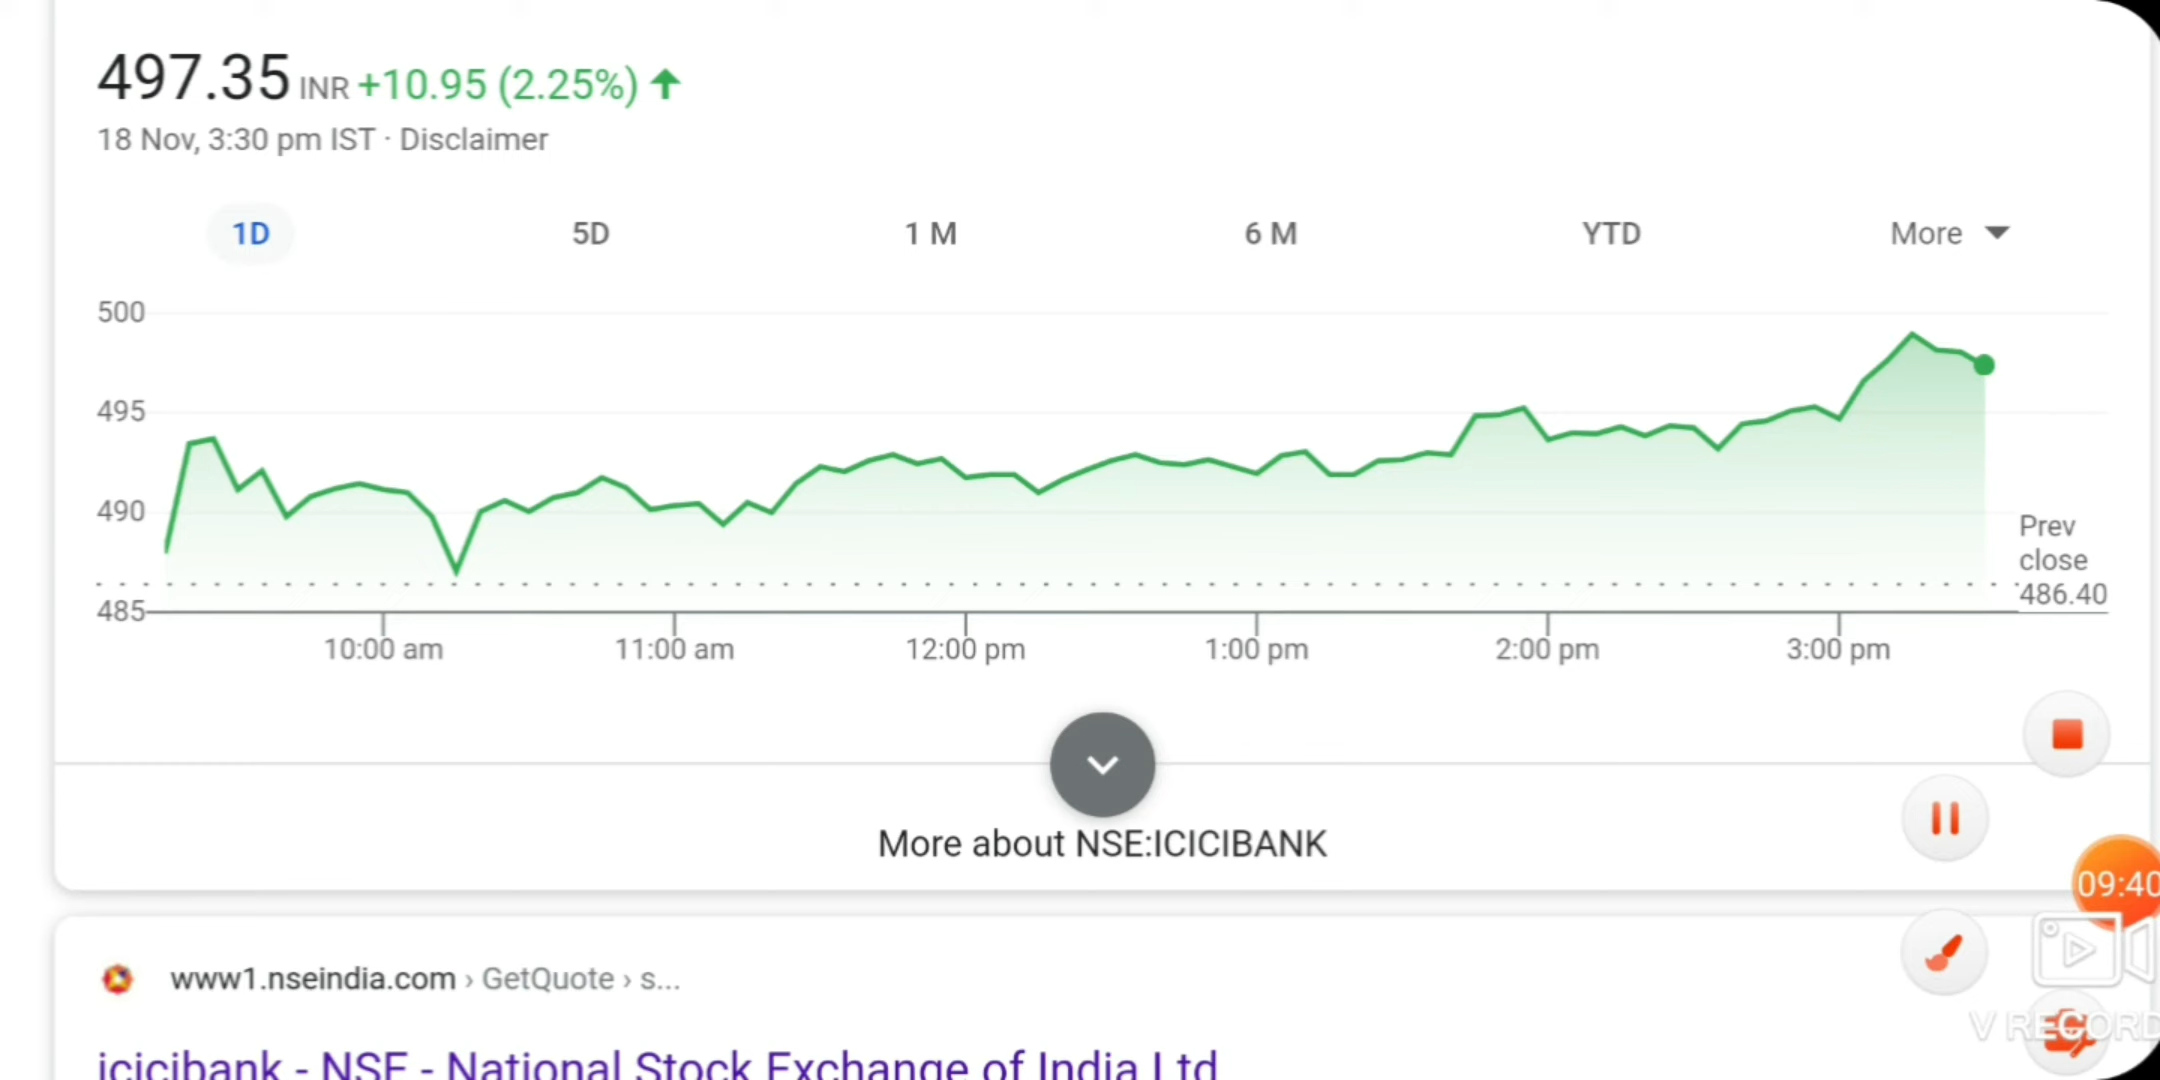 497.35 INR +10.95 (2.25%)
18 Nov, 3:30 pm IST · Disclaimer
1D 5D 1 M 6 M YTD More
500
495
490
Prev
close
486.40
485
10:00 am 11:00 am 12:00 pm 1:00 pm 2:00 pm 3:00 pm
More about NSE:ICICIBANK
09:40
www1.nseindia.com › GetQuote › s...
V RECORD
icicibank - NSE - National Stock Exchange of India Ltd